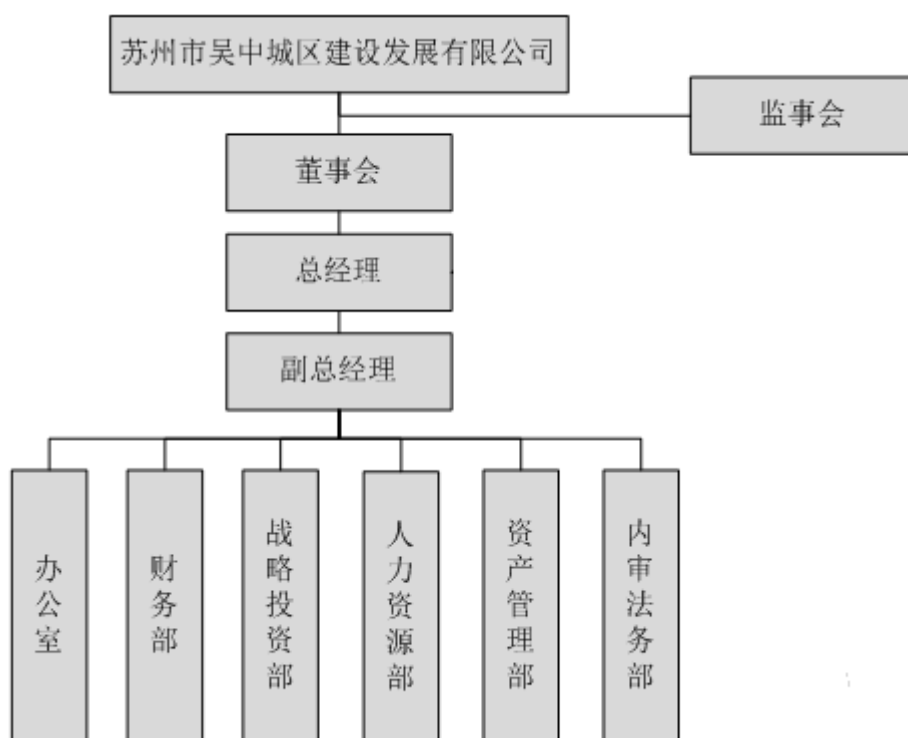 苏州市吴中城区建设发展有限公司
监事会
董事会
总经理
副总经理
办公室
财务部
战略投资部
人力资源部
资产管理部
内审法务部